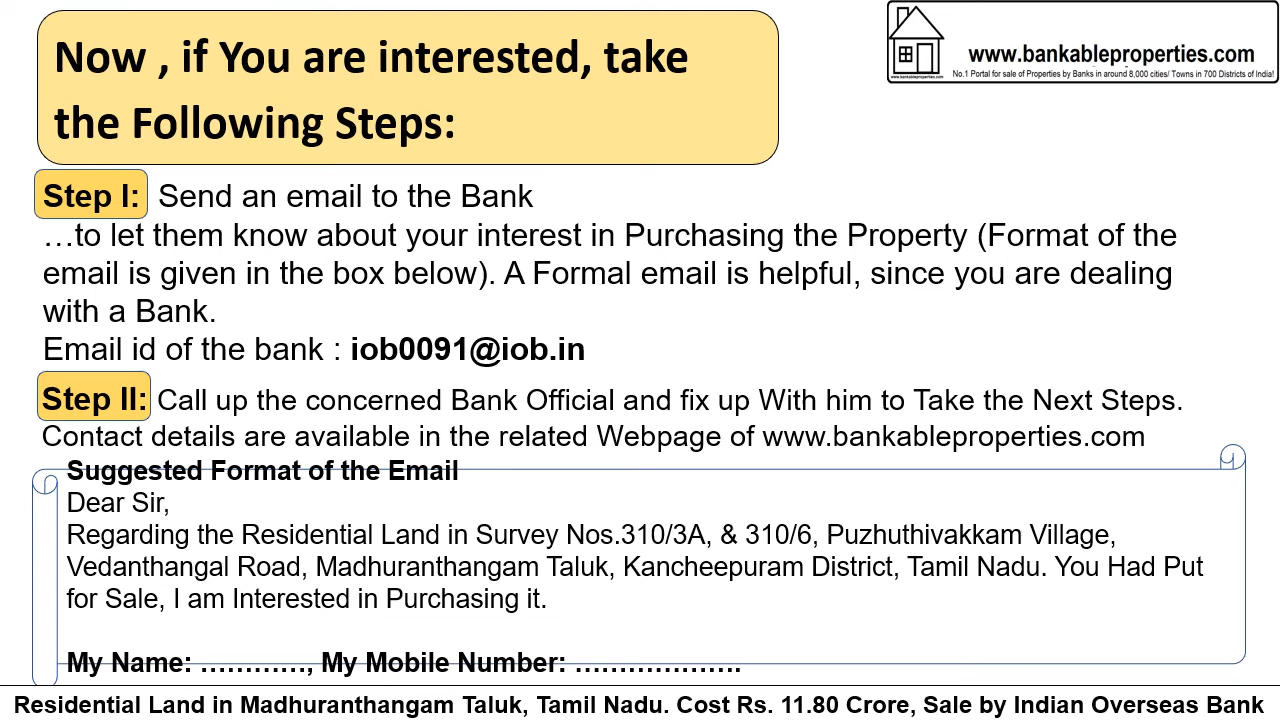 Now , if You are interested, take
the Following Steps:
www.bankableproperties.com
No.1 Portal for sale of Properties by Banks in around 8,000 cities/ Towns in 700 Districts of India!
www.bankableproperties.com
Step I: Send an email to the Bank
…to let them know about your interest in Purchasing the Property (Format of the
email is given in the box below). A Formal email is helpful, since you are dealing
with a Bank.
Email id of the bank : iob0091@iob.in
Step II: Call up the concerned Bank Official and fix up With him to Take the Next Steps.
Contact details are available in the related Webpage of www.bankableproperties.com
Suggested Format of the Email
Dear Sir,
Regarding the Residential Land in Survey Nos.310/3A, & 310/6, Puzhuthivakkam Village,
Vedanthangal Road, Madhuranthangam Taluk, Kancheepuram District, Tamil Nadu. You Had Put
for Sale, I am Interested in Purchasing it.
My Name: …………, My Mobile Number: ……………….
Residential Land in Madhuranthangam Taluk, Tamil Nadu. Cost Rs. 11.80 Crore, Sale by Indian Overseas Bank